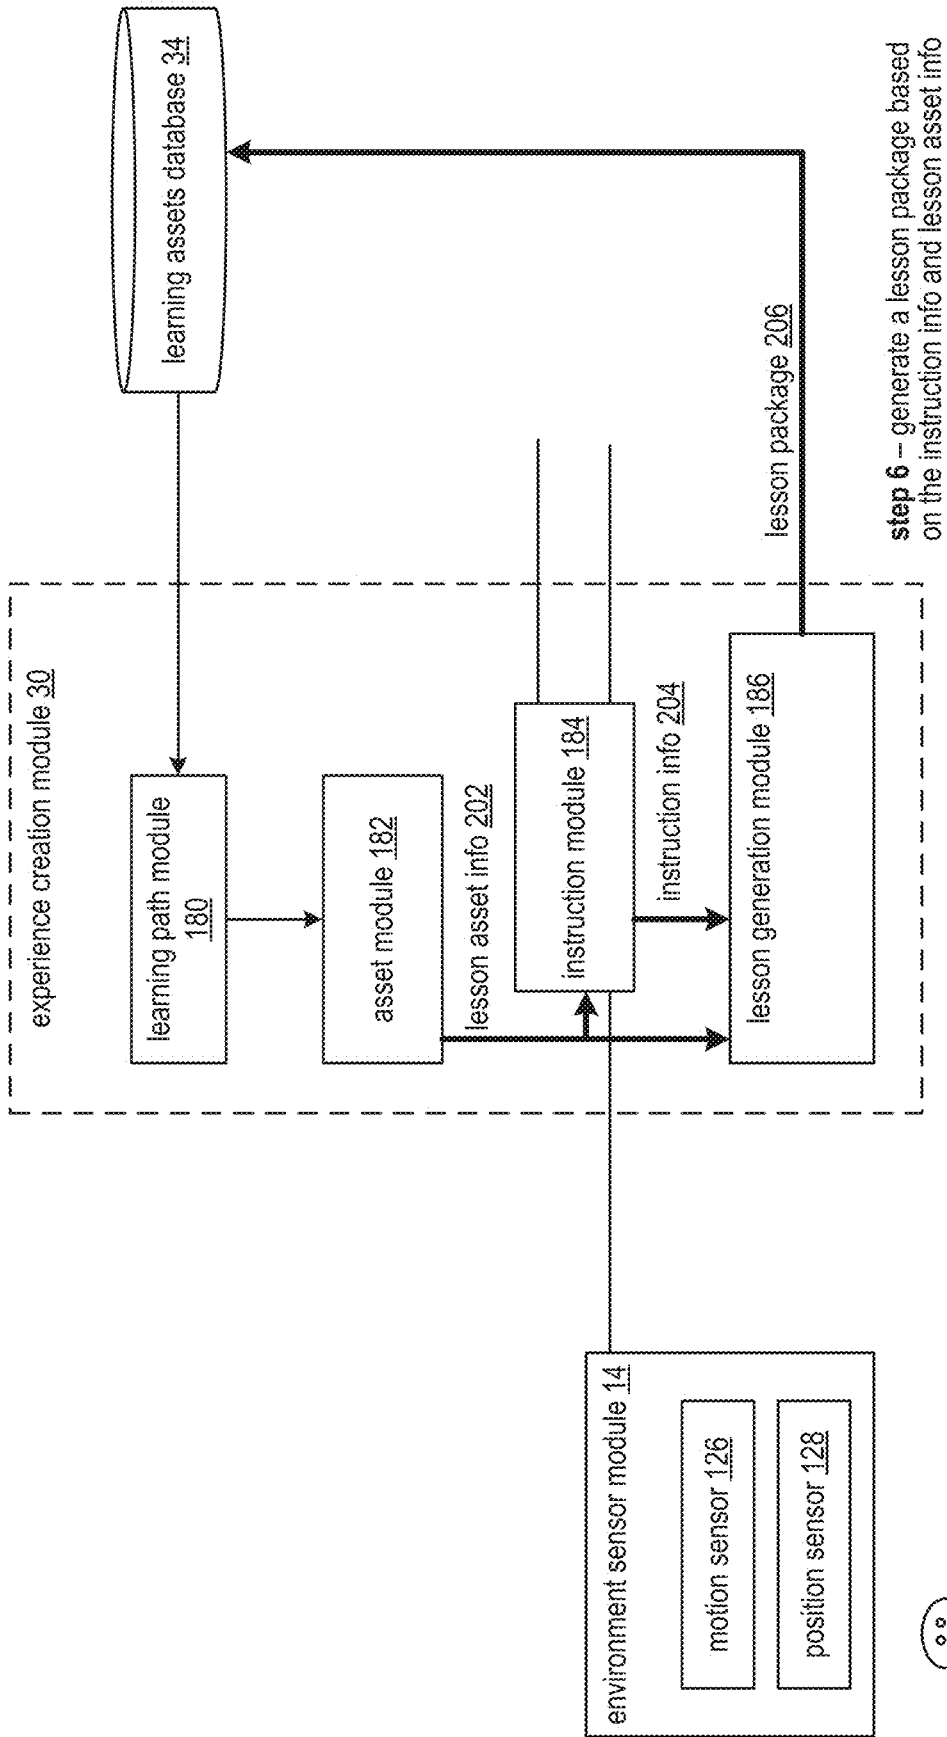 experience creation module 30
learning path module
180
learning assets database 34
asset module 182
lesson asset info 202
instruction module 184
instruction info 204
lesson generation module 186
lesson package 206
environment sensor module 14
motion sensor 126
position sensor 128
step 6 – generate a lesson package based
on the instruction info and lesson asset info